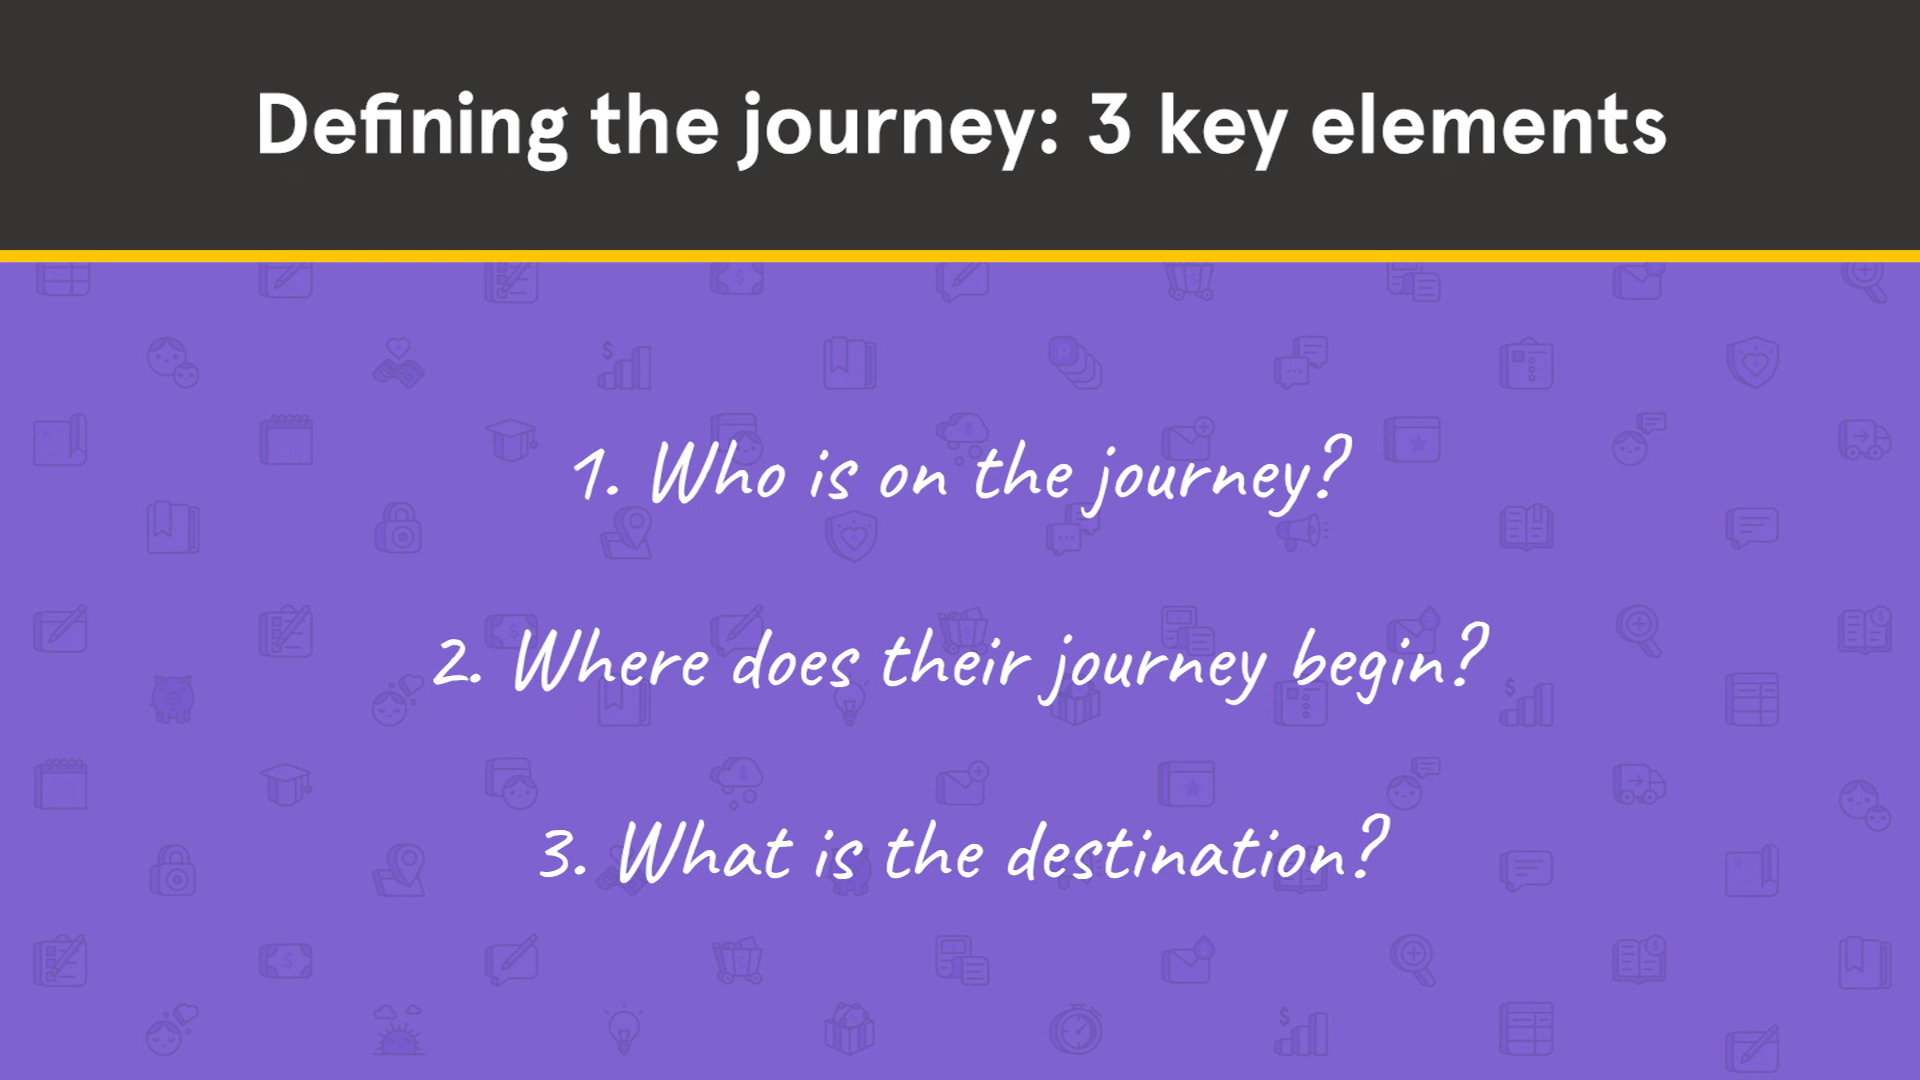 Defining the journey: 3 key elements
1. Who is on the journey?
2. Where does their journey begin?
3. What is the destination?